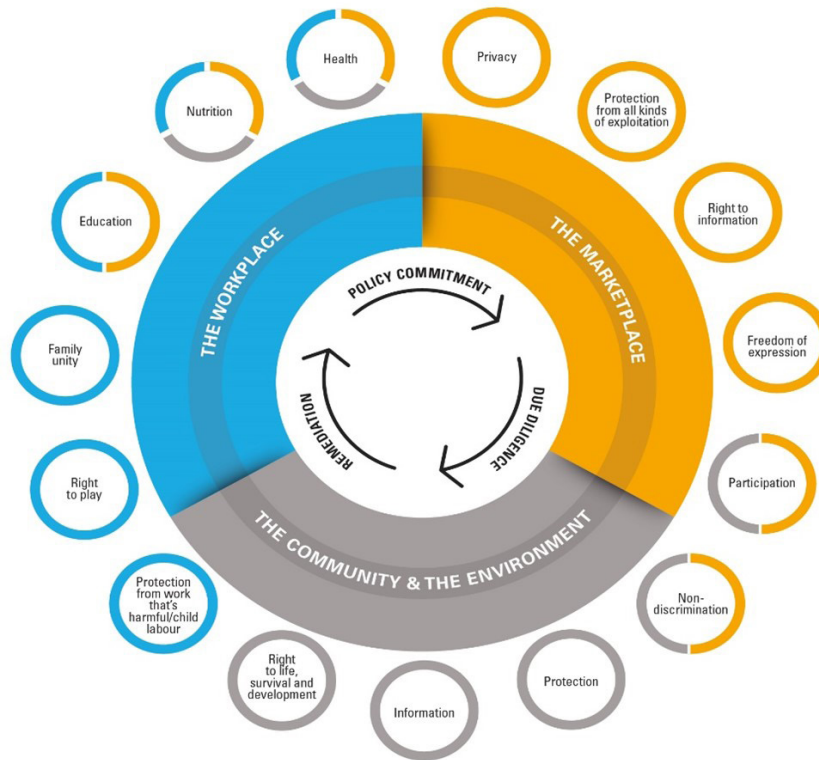 Health
Privacy
Protection
from all kinds
of exploitation
Right to
information
Freedom of
expression
Participation
Non-
discrimination
Protection
Information
Right
to life,
survival and
development
Protection
from work
that's
harmful/child
labour
Right
to play
Family
unity
Education
Nutrition
THE WORKPLACE
THE MARKETPLACE
THE COMMUNITY & THE ENVIRONMENT
POLICY COMMITMENT
DUE DILIGENCE
REMEDIATION